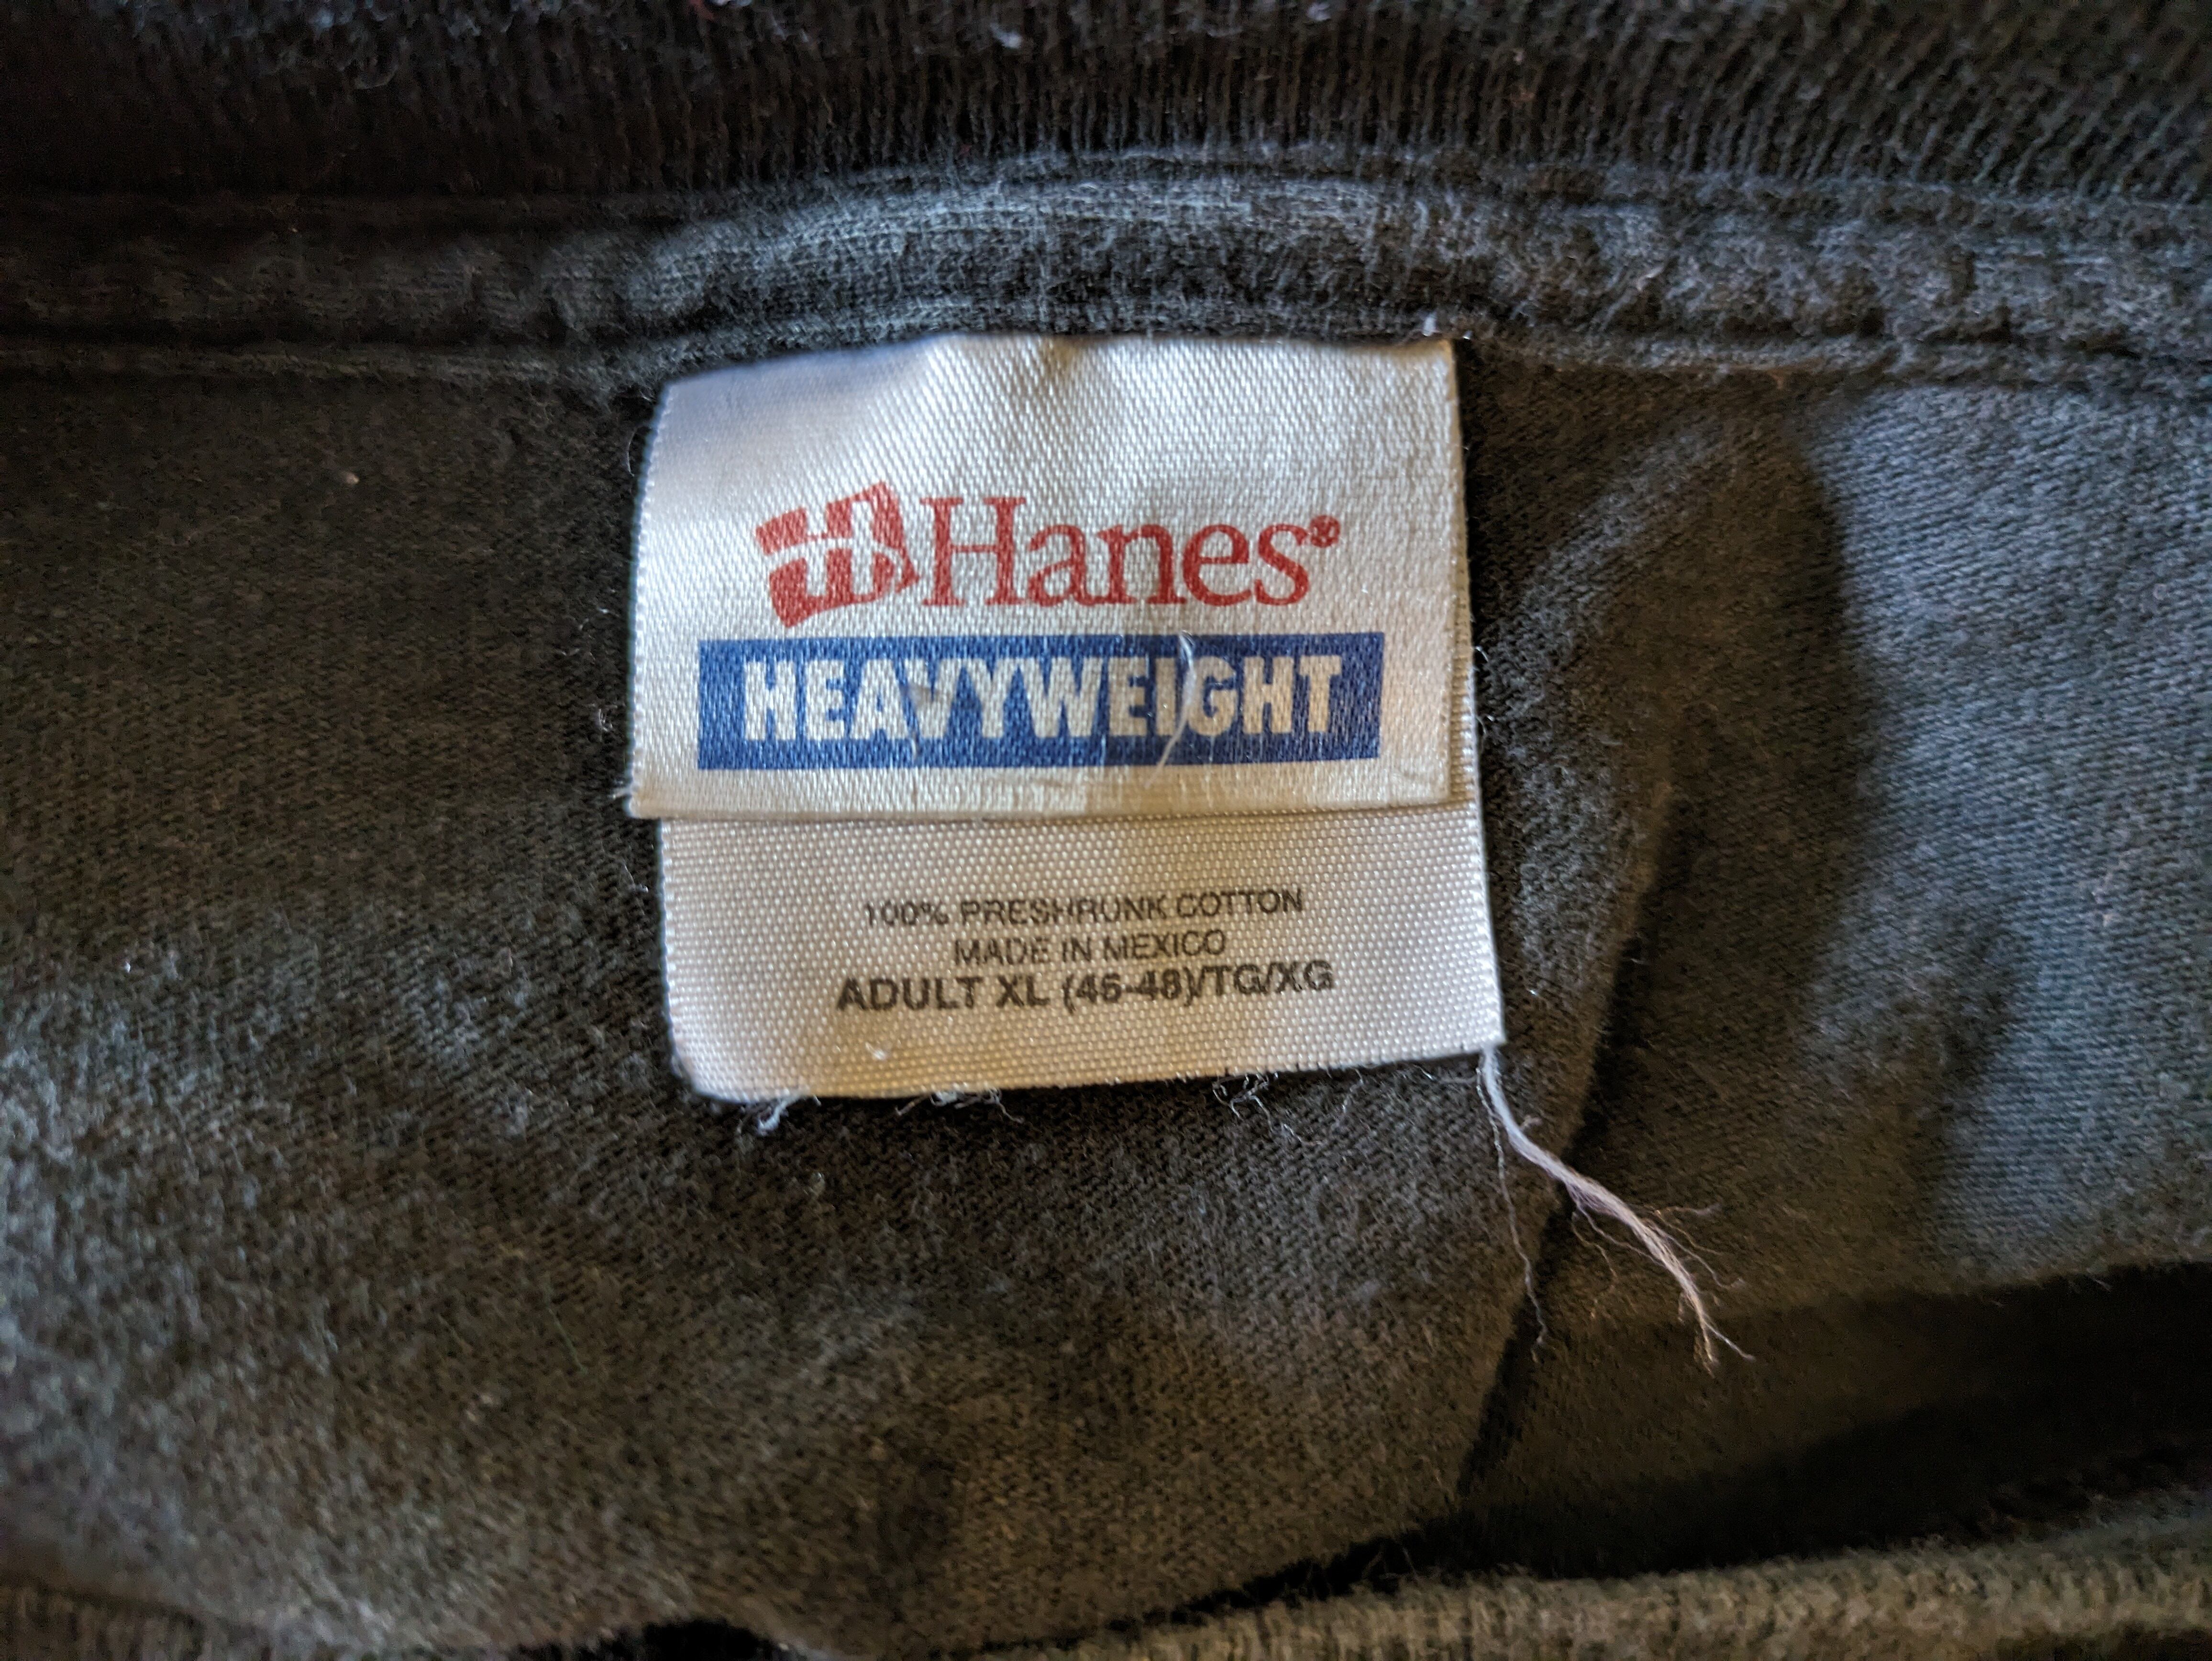 Hanes®
HEAVYWEIGHT
100% PRESHRUNK COTTON
MADE IN MEXICO
ADULT XL (46-48)/TG/XG